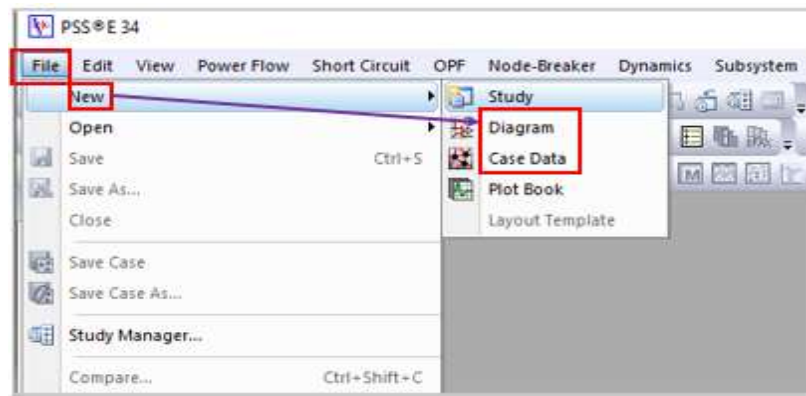 PSS®E 34
File Edit View Power Flow Short Circuit OPF Node-Breaker Dynamics Subsystem
New
Study
Open
Diagram
Save Ctrl+S
Case Data
Save As...
Plot Book
Close
Layout Template
Save Case
Save Case As...
Study Manager...
Compare... Ctrl+Shift+C